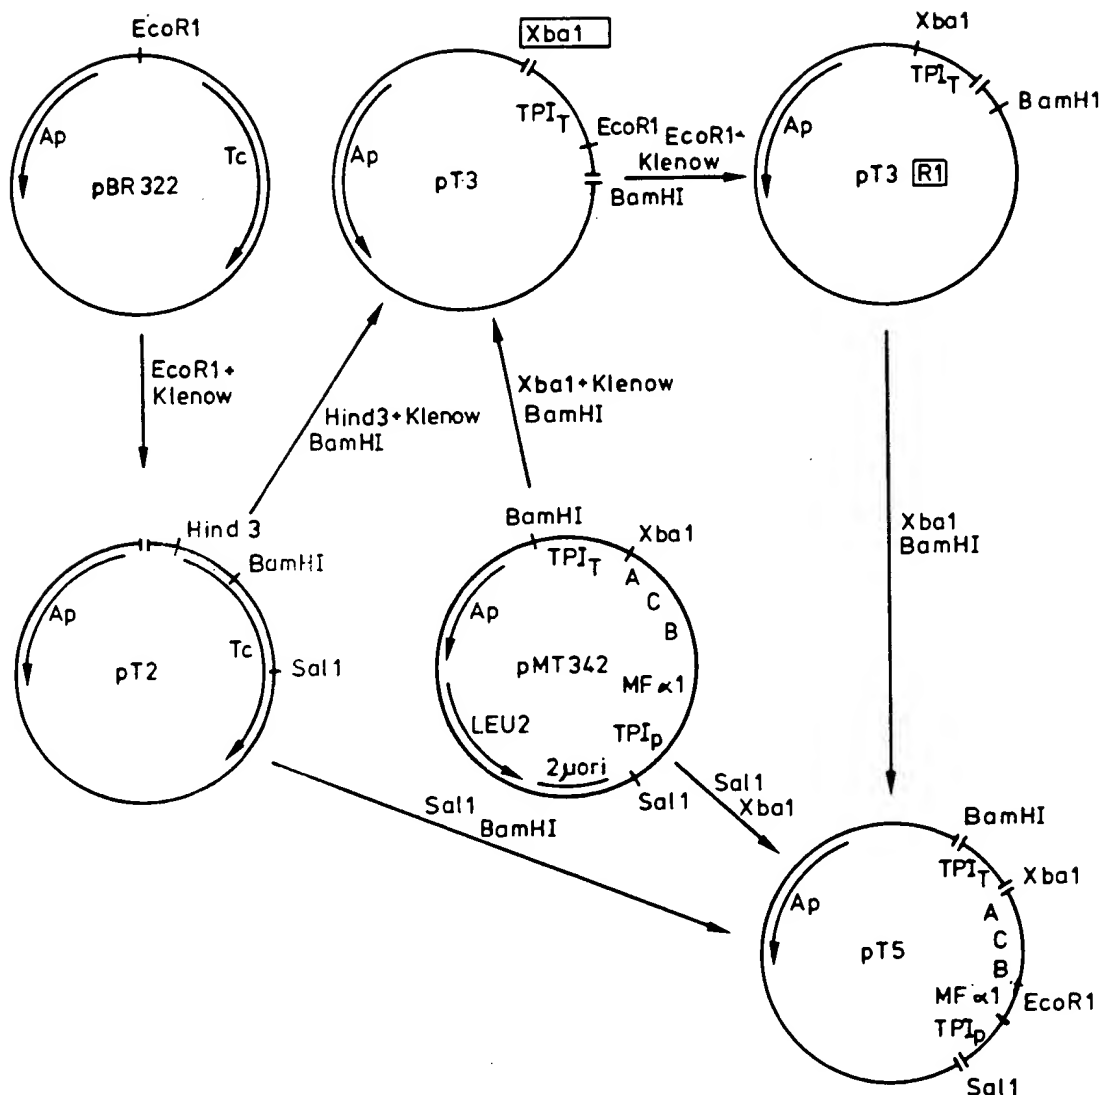 EcoR1
Ap
Tc
pBR322
EcoR1+
Klenow
Xba1
TPIT
EcoR1
Ap
pT3
BamHI
EcoR1+
Klenow
Xba1
TPIT
BamH1
Ap
pT3 R1
Hind3+Klenow
BamHI
Xba1+Klenow
BamHI
Hind 3
BamHI
Ap
Tc
pT2
Sal1
BamHI
Xba1
TPIT
A
C
B
Ap
pMT342
MFα1
LEU2
TPIp
2μori
Sal1
Xba1
BamHI
Sal1
BamHI
Sal1
Xba1
BamHI
TPIT
Xba1
Ap
A
C
B
pT5
MFα1
EcoR1
TPIp
Sal1